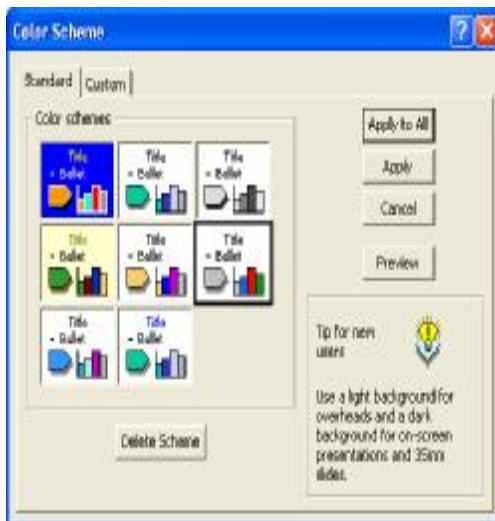 Color Scheme
Standard
Custom
Color schemes
Title
• Bullet
Title
• Bullet
Title
• Bullet
Title
• Bullet
Title
• Bullet
Title
• Bullet
Title
• Bullet
Title
• Bullet
Delete Scheme
Apply to All
Apply
Cancel
Preview
Tip for new
users
Use a light background for
overheads and a dark
background for on-screen
presentations and 35mm
slides.